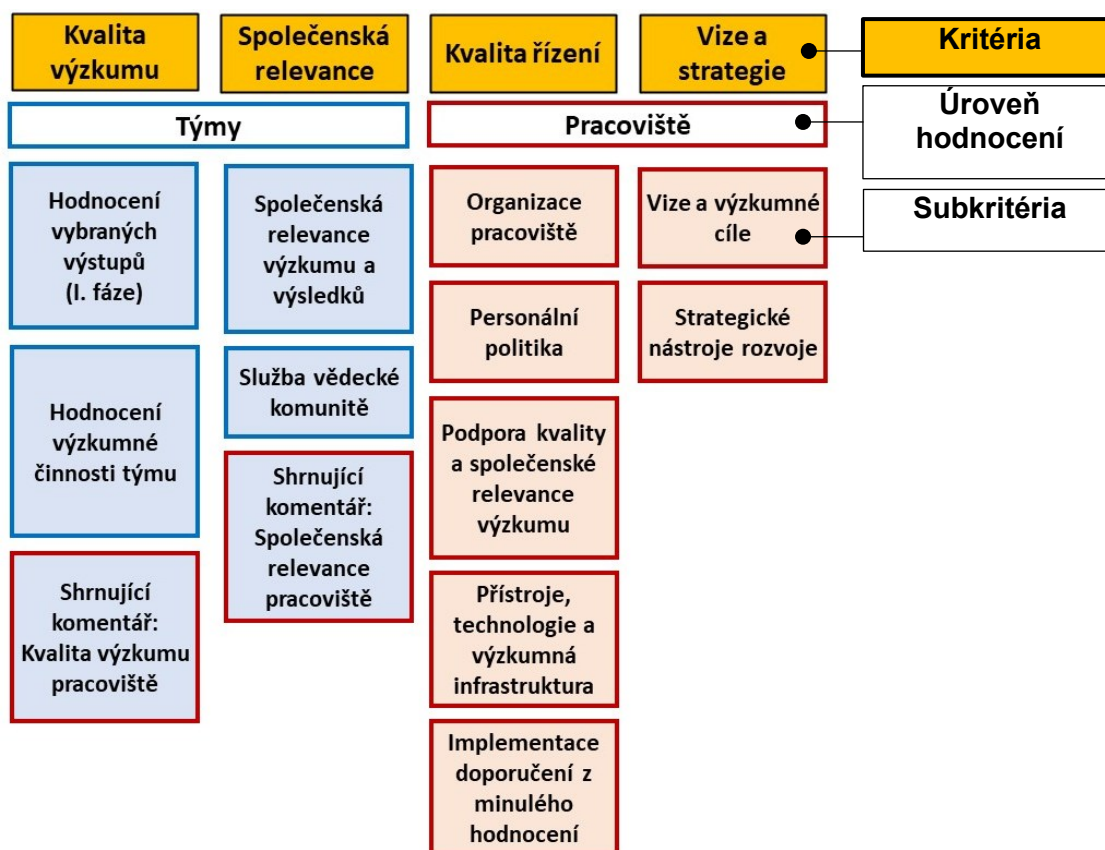 Kvalita
výzkumu
Společenská
relevance
Kvalita řízení
Vize a
strategie
Kritéria
Týmy
Pracoviště
Úroveň
hodnocení
Hodnocení
vybraných
výstupů
(I. fáze)
Hodnocení
výzkumné
činnosti týmu
Shrnující
komentář:
Kvalita výzkumu
pracoviště
Společenská
relevance
výzkumu a
výsledků
Služba vědecké
komunitě
Shrnující
komentář:
Společenská
relevance
pracoviště
Organizace
pracoviště
Personální
politika
Podpora kvality
a společenské
relevance
výzkumu
Přístroje,
technologie a
výzkumná
infrastruktura
Implementace
doporučení z
minulého
hodnocení
Vize a výzkumné
cíle
Strategické
nástroje rozvoje
Subkritéria